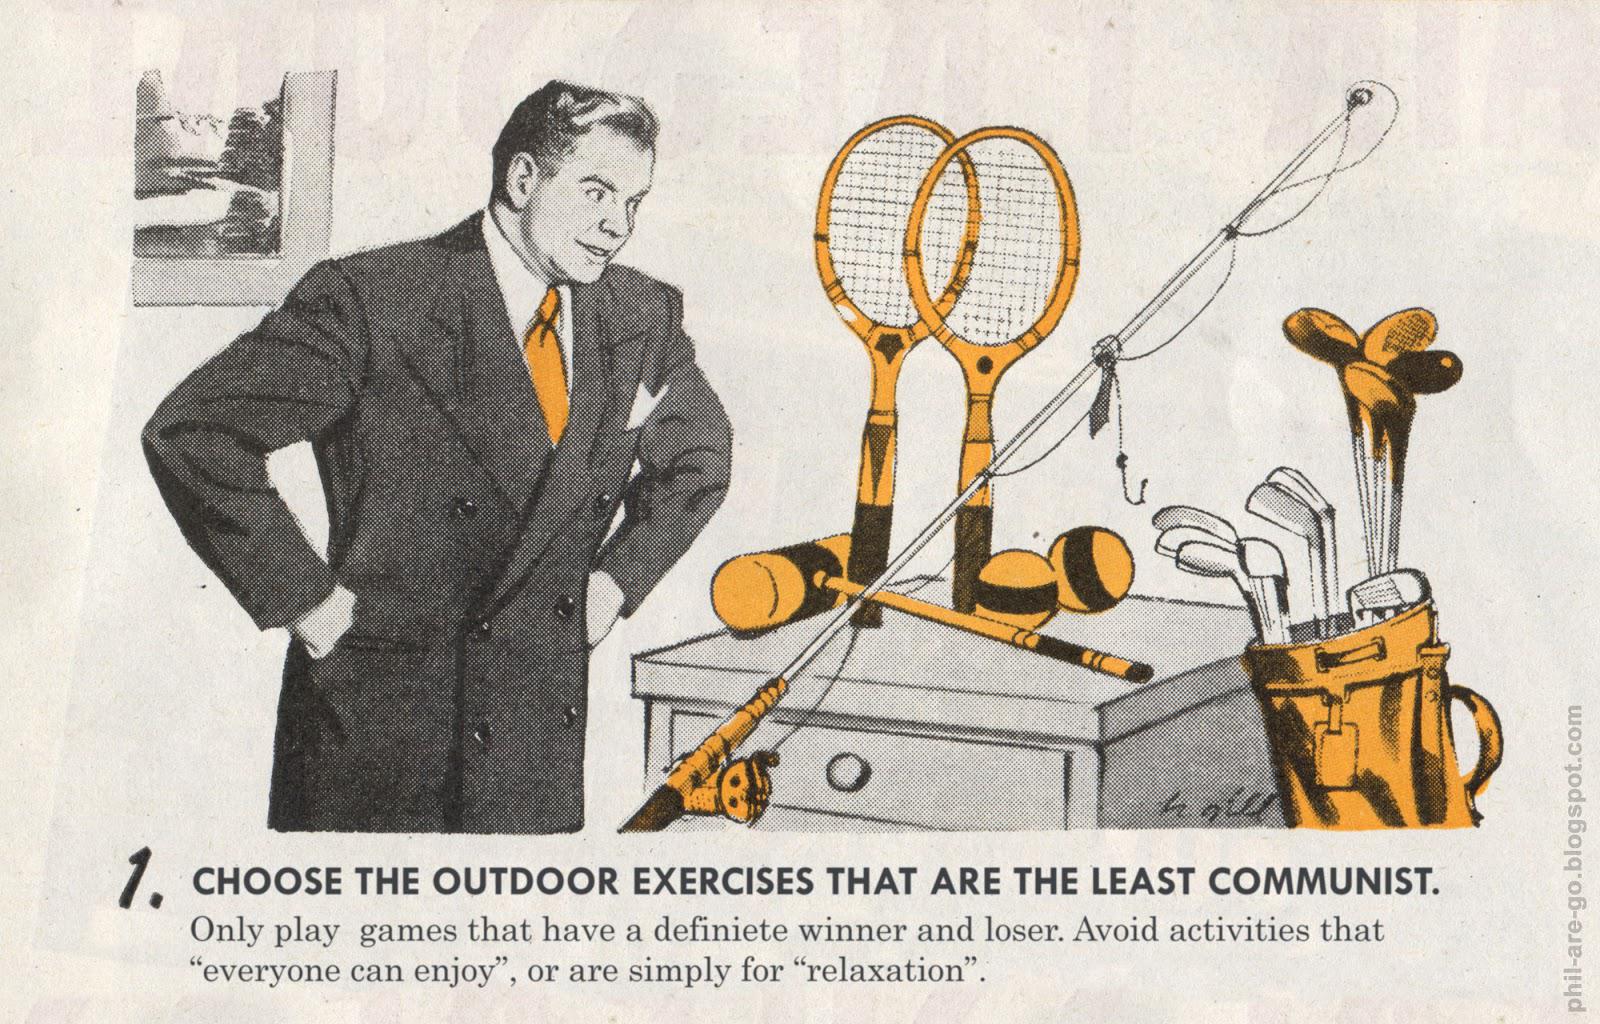 h gill
1. CHOOSE THE OUTDOOR EXERCISES THAT ARE THE LEAST COMMUNIST.
Only play games that have a definiete winner and loser. Avoid activities that
“everyone can enjoy”, or are simply for “relaxation”.
phil-are-go.blogspot.com